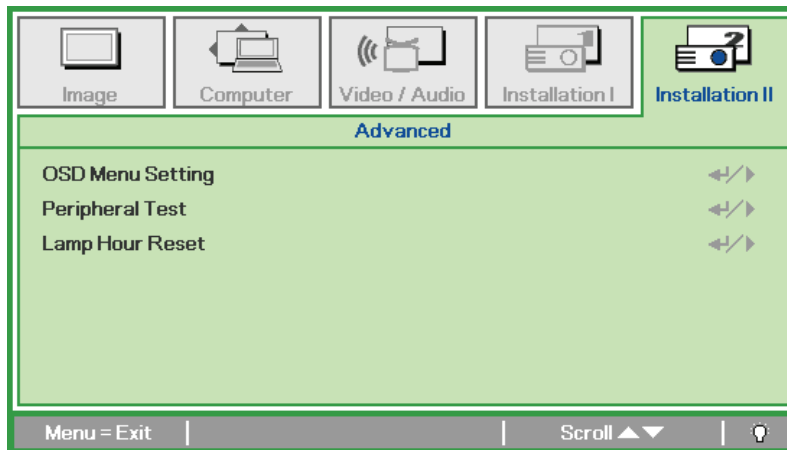 Image Computer Video / Audio Installation I Installation II
Advanced
OSD Menu Setting
Peripheral Test
Lamp Hour Reset
Menu = Exit Scroll ▲▼